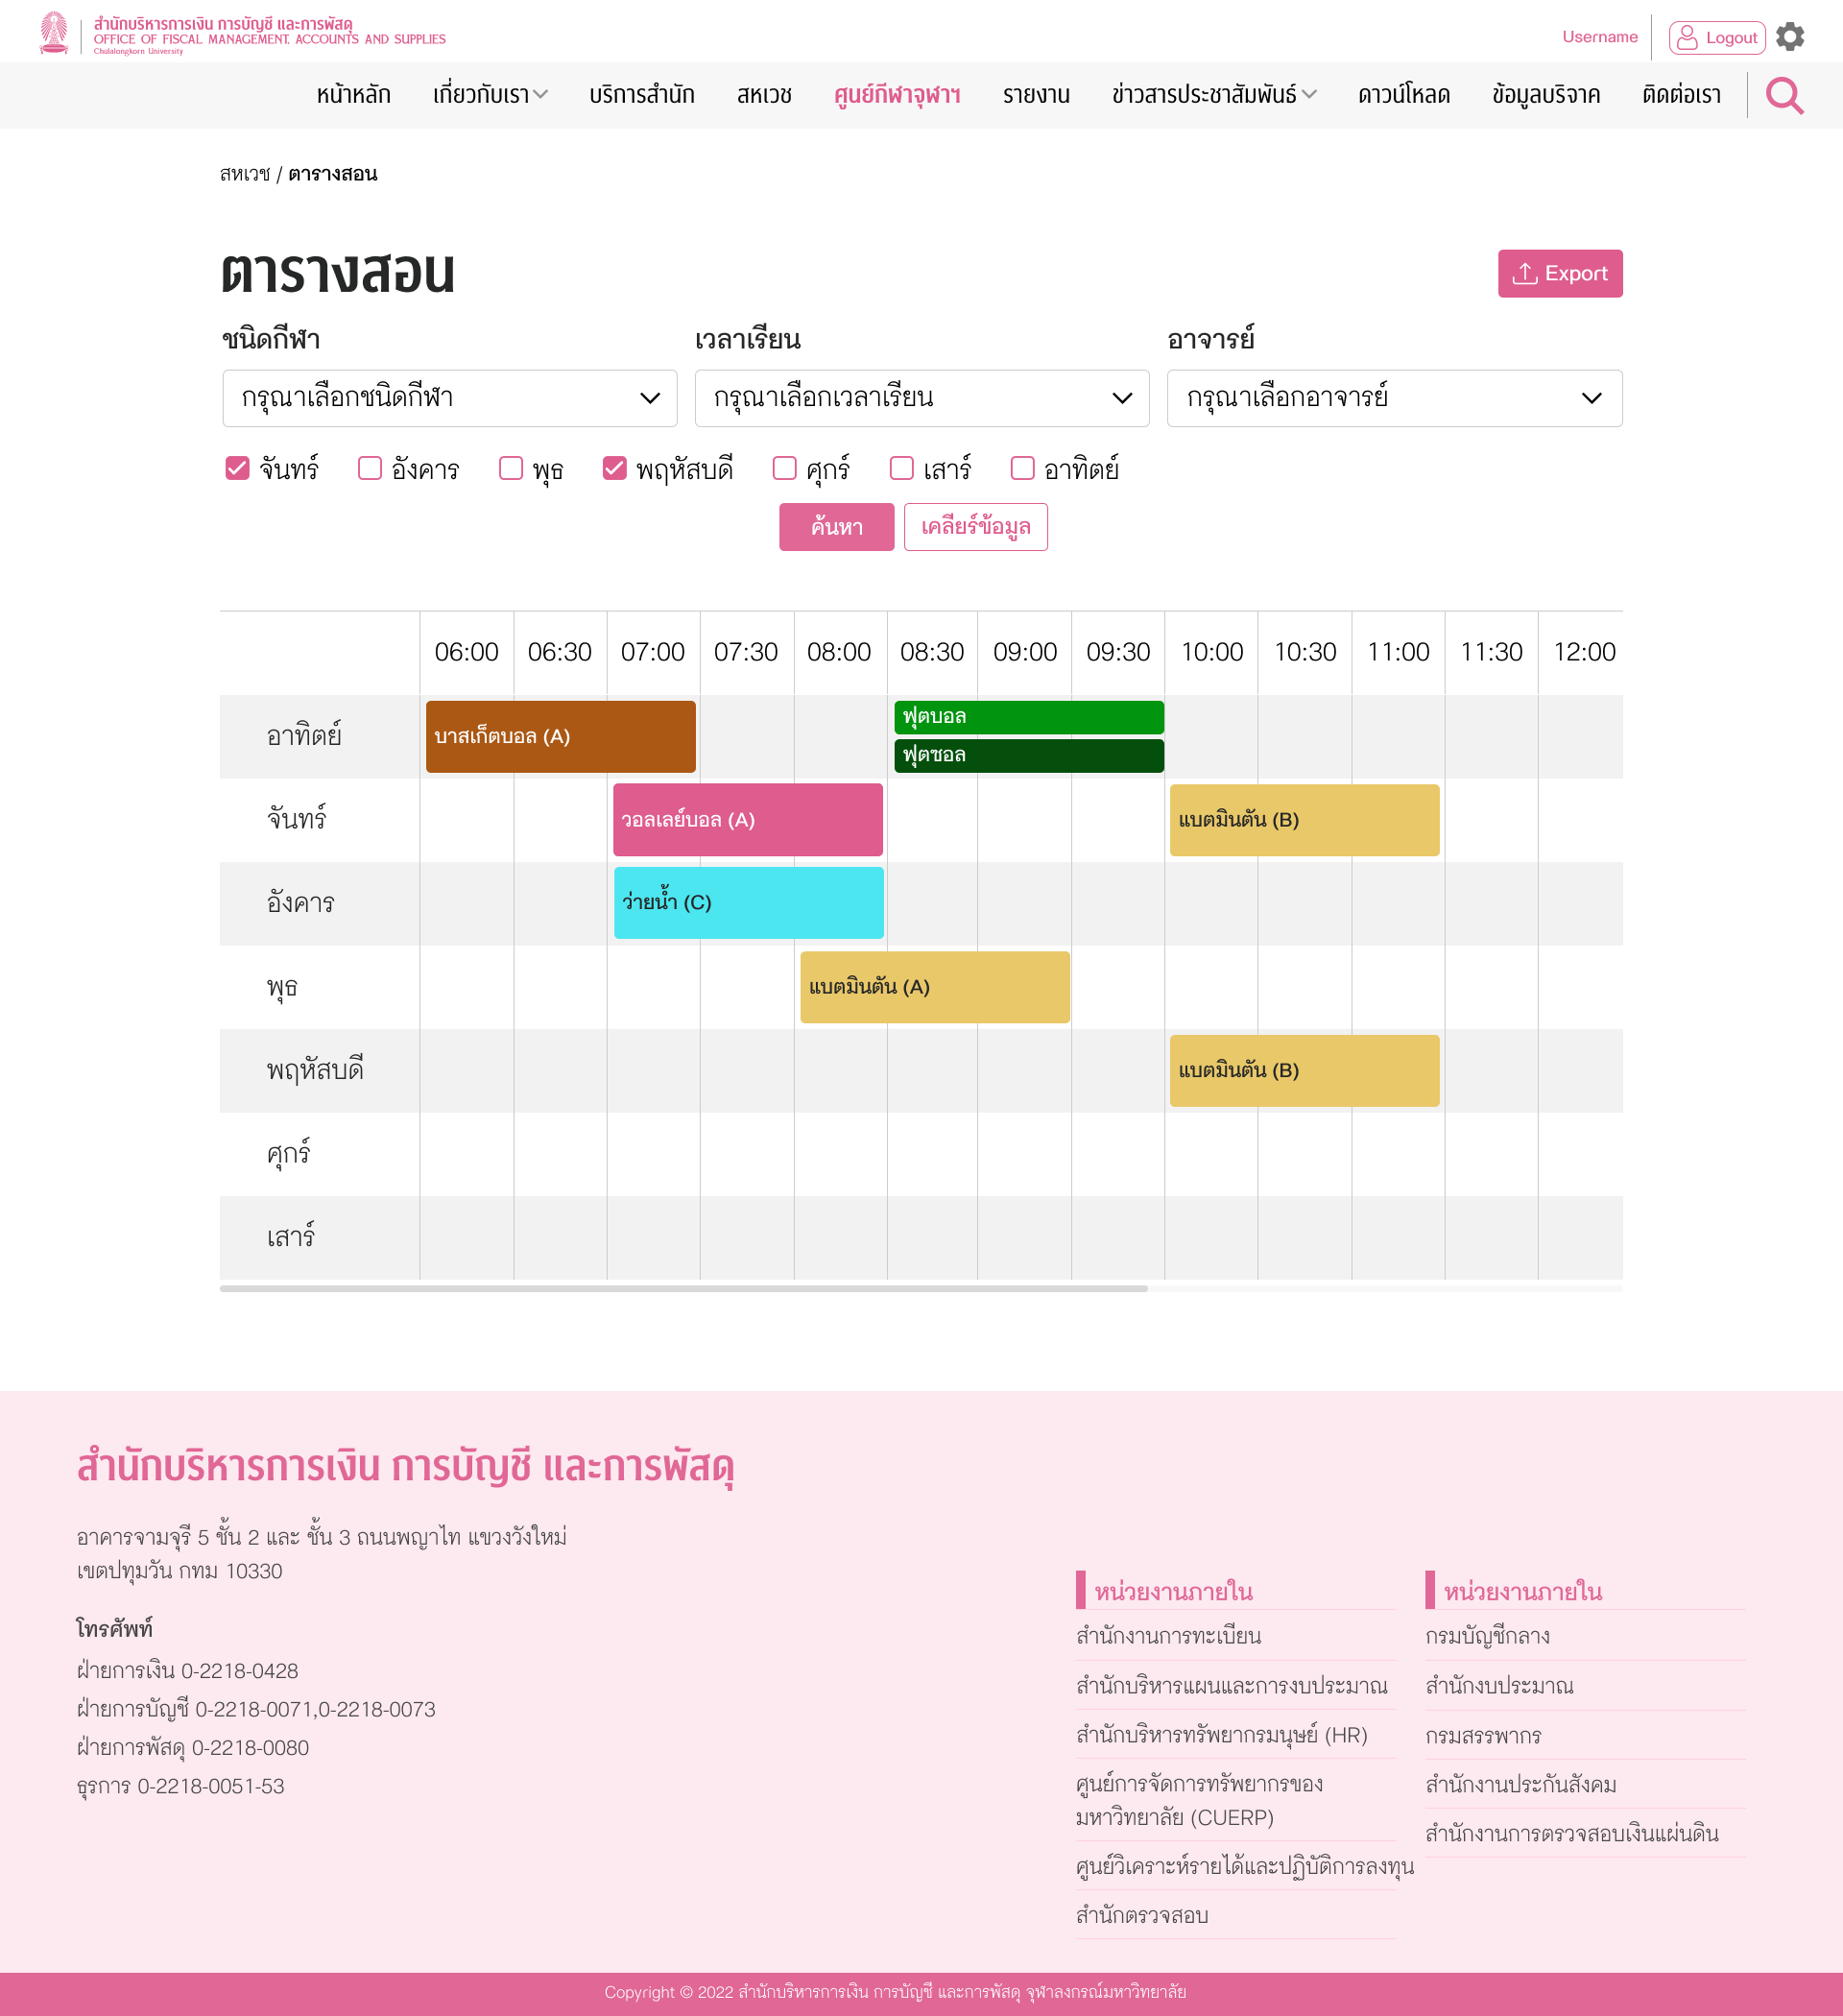 สำนักบริหารการเงิน การบัญชี และการพัสดุ
OFFICE OF FISCAL MANAGEMENT, ACCOUNTS AND SUPPLIES
Chulalongkorn University
Username
Logout
หน้าหลัก เกี่ยวกับเรา บริการสำนัก สหเวช ศูนย์กีฬาจุฬาฯ รายงาน ข่าวสารประชาสัมพันธ์ ดาวน์โหลด ข้อมูลบริจาค ติดต่อเรา
สหเวช / ตารางสอน
ตารางสอน
Export
ชนิดกีฬา เวลาเรียน อาจารย์
กรุณาเลือกชนิดกีฬา กรุณาเลือกเวลาเรียน กรุณาเลือกอาจารย์
จันทร์ อังคาร พุธ พฤหัสบดี ศุกร์ เสาร์ อาทิตย์
ค้นหา เคลียร์ข้อมูล
06:00 06:30 07:00 07:30 08:00 08:30 09:00 09:30 10:00 10:30 11:00 11:30 12:00
อาทิตย์ บาสเก็ตบอล (A) ฟุตบอล
ฟุตซอล
จันทร์ วอลเลย์บอล (A) แบตมินตัน (B)
อังคาร ว่ายน้ำ (C)
พุธ แบตมินตัน (A)
พฤหัสบดี แบตมินตัน (B)
ศุกร์
เสาร์
สำนักบริหารการเงิน การบัญชี และการพัสดุ
อาคารจามจุรี 5 ชั้น 2 และ ชั้น 3 ถนนพญาไท แขวงวังใหม่
เขตปทุมวัน กทม 10330
โทรศัพท์
ฝ่ายการเงิน 0-2218-0428
ฝ่ายการบัญชี 0-2218-0071,0-2218-0073
ฝ่ายการพัสดุ 0-2218-0080
ธุรการ 0-2218-0051-53
หน่วยงานภายใน
สำนักงานการทะเบียน
สำนักบริหารแผนและการงบประมาณ
สำนักบริหารทรัพยากรมนุษย์ (HR)
ศูนย์การจัดการทรัพยากรของ
มหาวิทยาลัย (CUERP)
ศูนย์วิเคราะห์รายได้และปฏิบัติการลงทุน
สำนักตรวจสอบ
หน่วยงานภายใน
กรมบัญชีกลาง
สำนักงบประมาณ
กรมสรรพากร
สำนักงานประกันสังคม
สำนักงานการตรวจสอบเงินแผ่นดิน
Copyright © 2022 สำนักบริหารการเงิน การบัญชี และการพัสดุ จุฬาลงกรณ์มหาวิทยาลัย